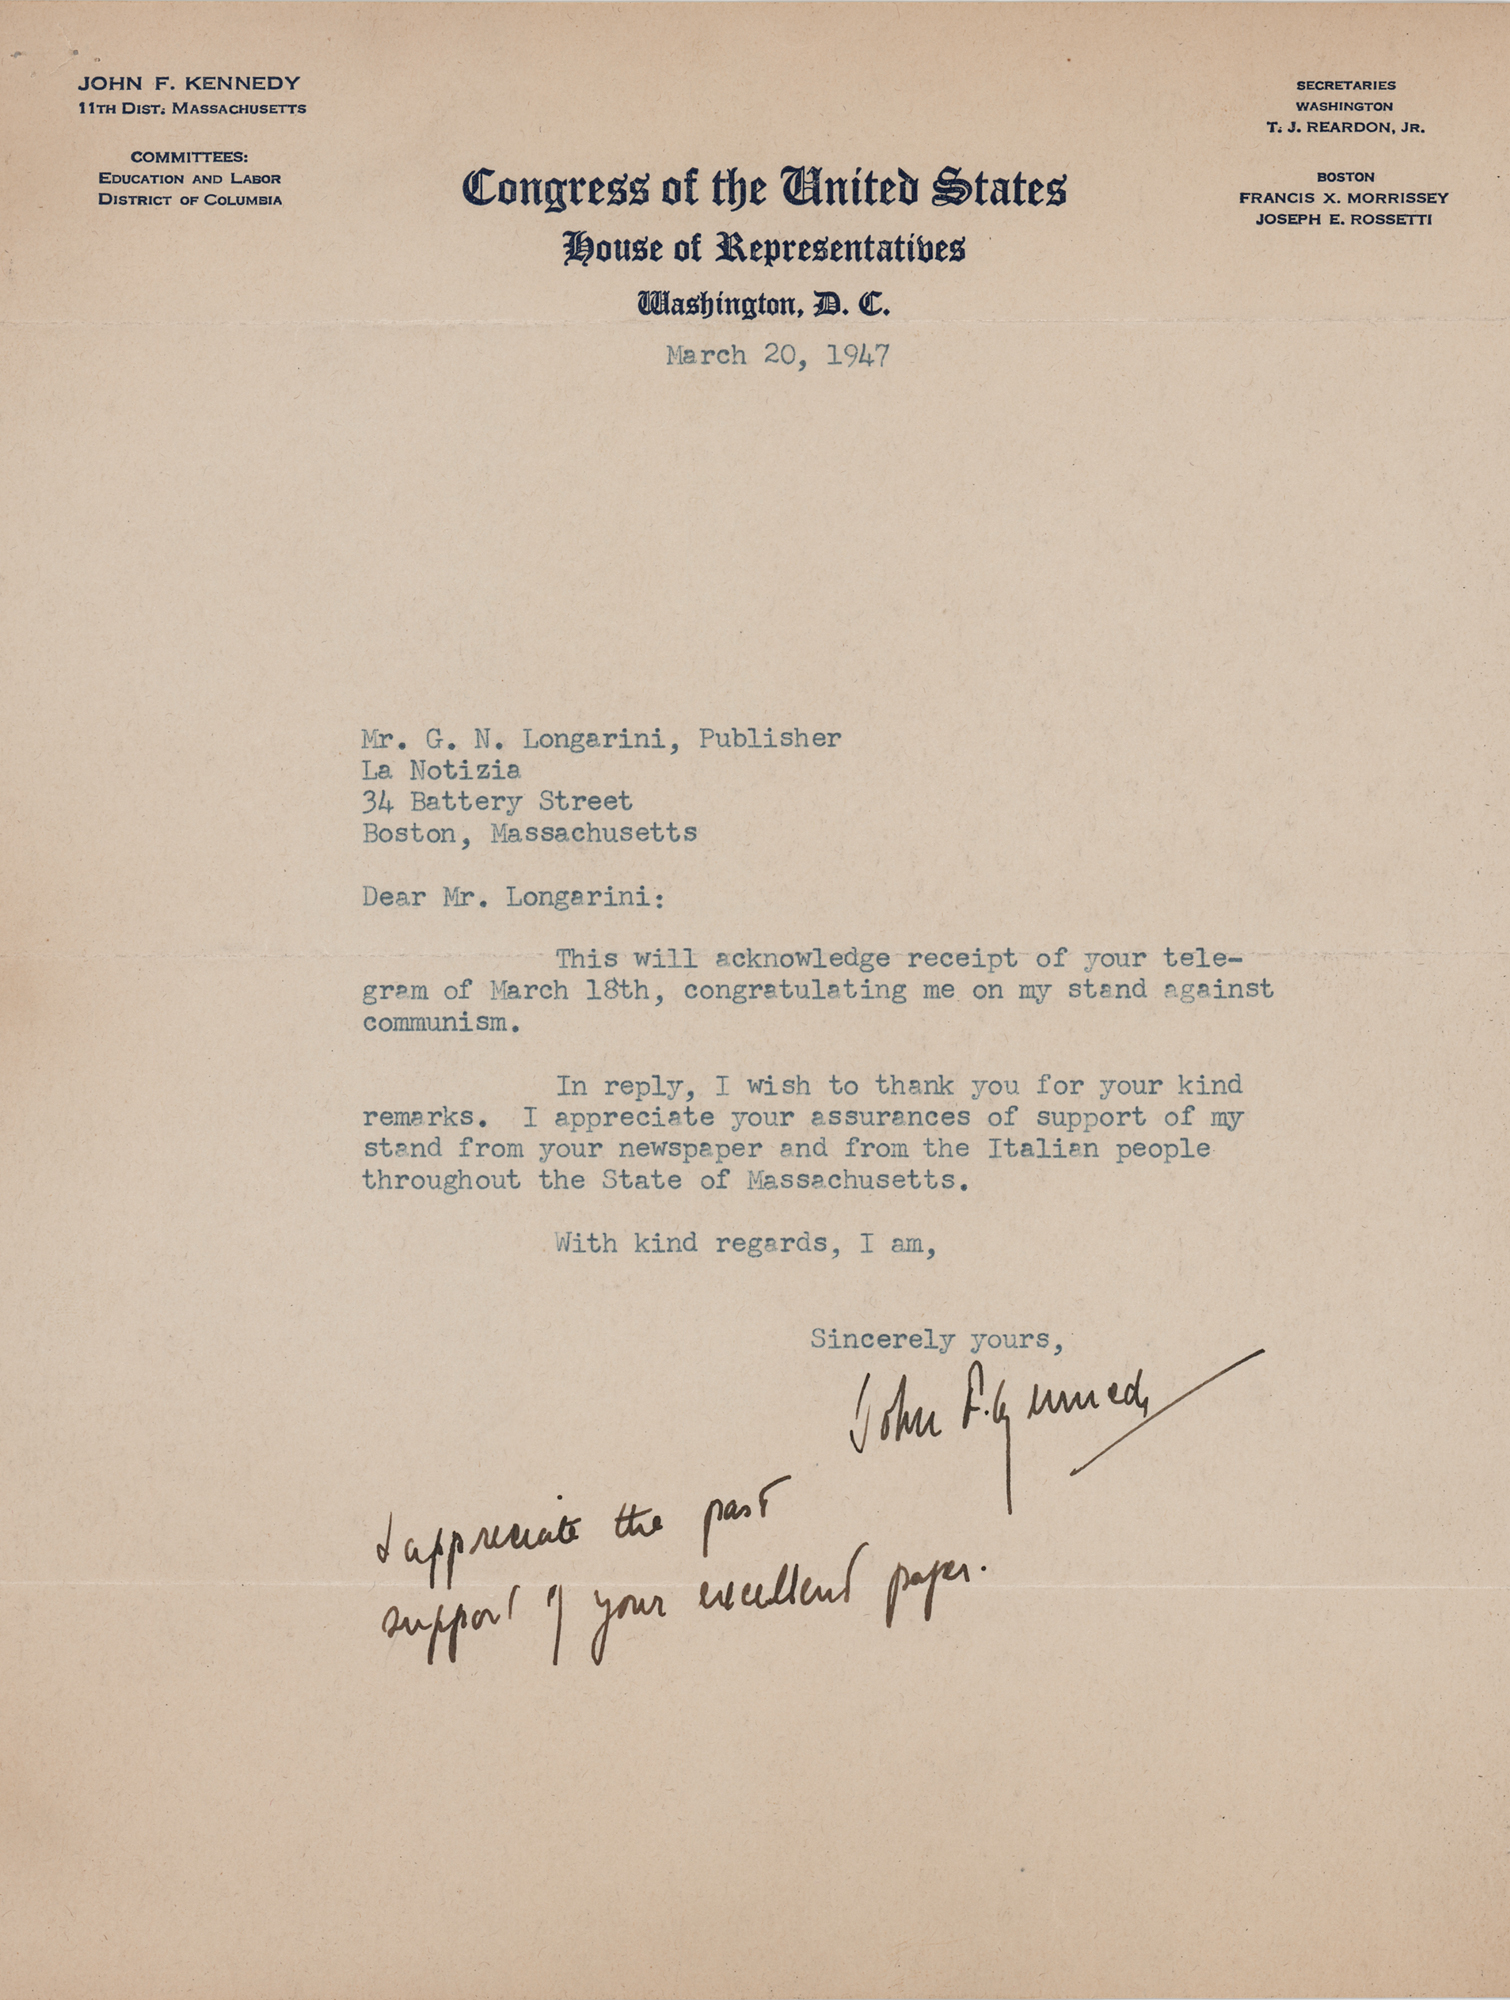 JOHN F. KENNEDY
11TH DIST. MASSACHUSETTS
COMMITTEES:
EDUCATION AND LABOR
DISTRICT OF COLUMBIA
SECRETARIES
WASHINGTON
T. J. REARDON, JR.
BOSTON
FRANCIS X. MORRISSEY
JOSEPH E. ROSSETTI
Congress of the United States
House of Representatives
Washington, D. C.
March 20, 1947
Mr. G. N. Longarini, Publisher
La Notizia
34 Battery Street
Boston, Massachusetts
Dear Mr. Longarini:
This will acknowledge receipt of your tele-
gram of March 18th, congratulating me on my stand against
communism.
In reply, I wish to thank you for your kind
remarks. I appreciate your assurances of support of my
stand from your newspaper and from the Italian people
throughout the State of Massachusetts.
With kind regards, I am,
Sincerely yours,
John F. Kennedy
I appreciate the past
support of your excellent paper.